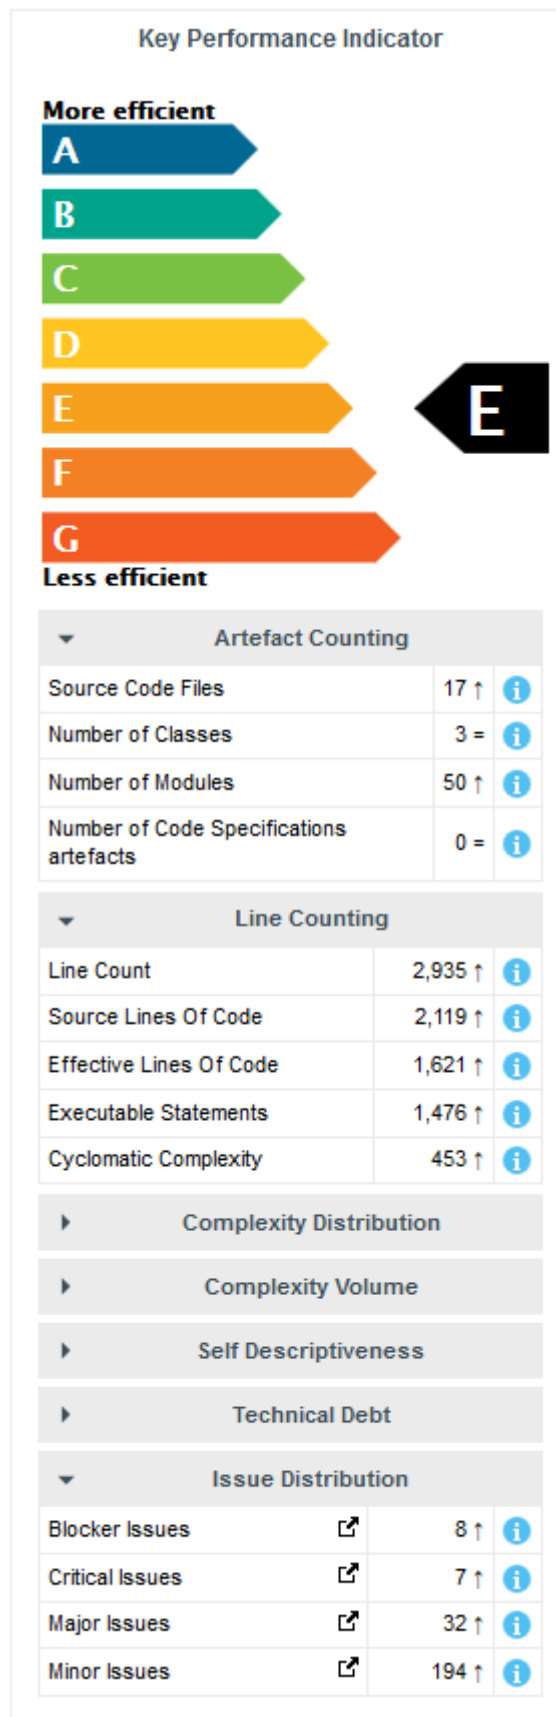 Key Performance Indicator
More efficient
A
B
C
D
E
E
F
G
Less efficient
Artefact Counting
Source Code Files 17 ↑
Number of Classes 3 =
Number of Modules 50 ↑
Number of Code Specifications
artefacts 0 =
Line Counting
Line Count 2,935 ↑
Source Lines Of Code 2,119 ↑
Effective Lines Of Code 1,621 ↑
Executable Statements 1,476 ↑
Cyclomatic Complexity 453 ↑
Complexity Distribution
Complexity Volume
Self Descriptiveness
Technical Debt
Issue Distribution
Blocker Issues 8 ↑
Critical Issues 7 ↑
Major Issues 32 ↑
Minor Issues 194 ↑